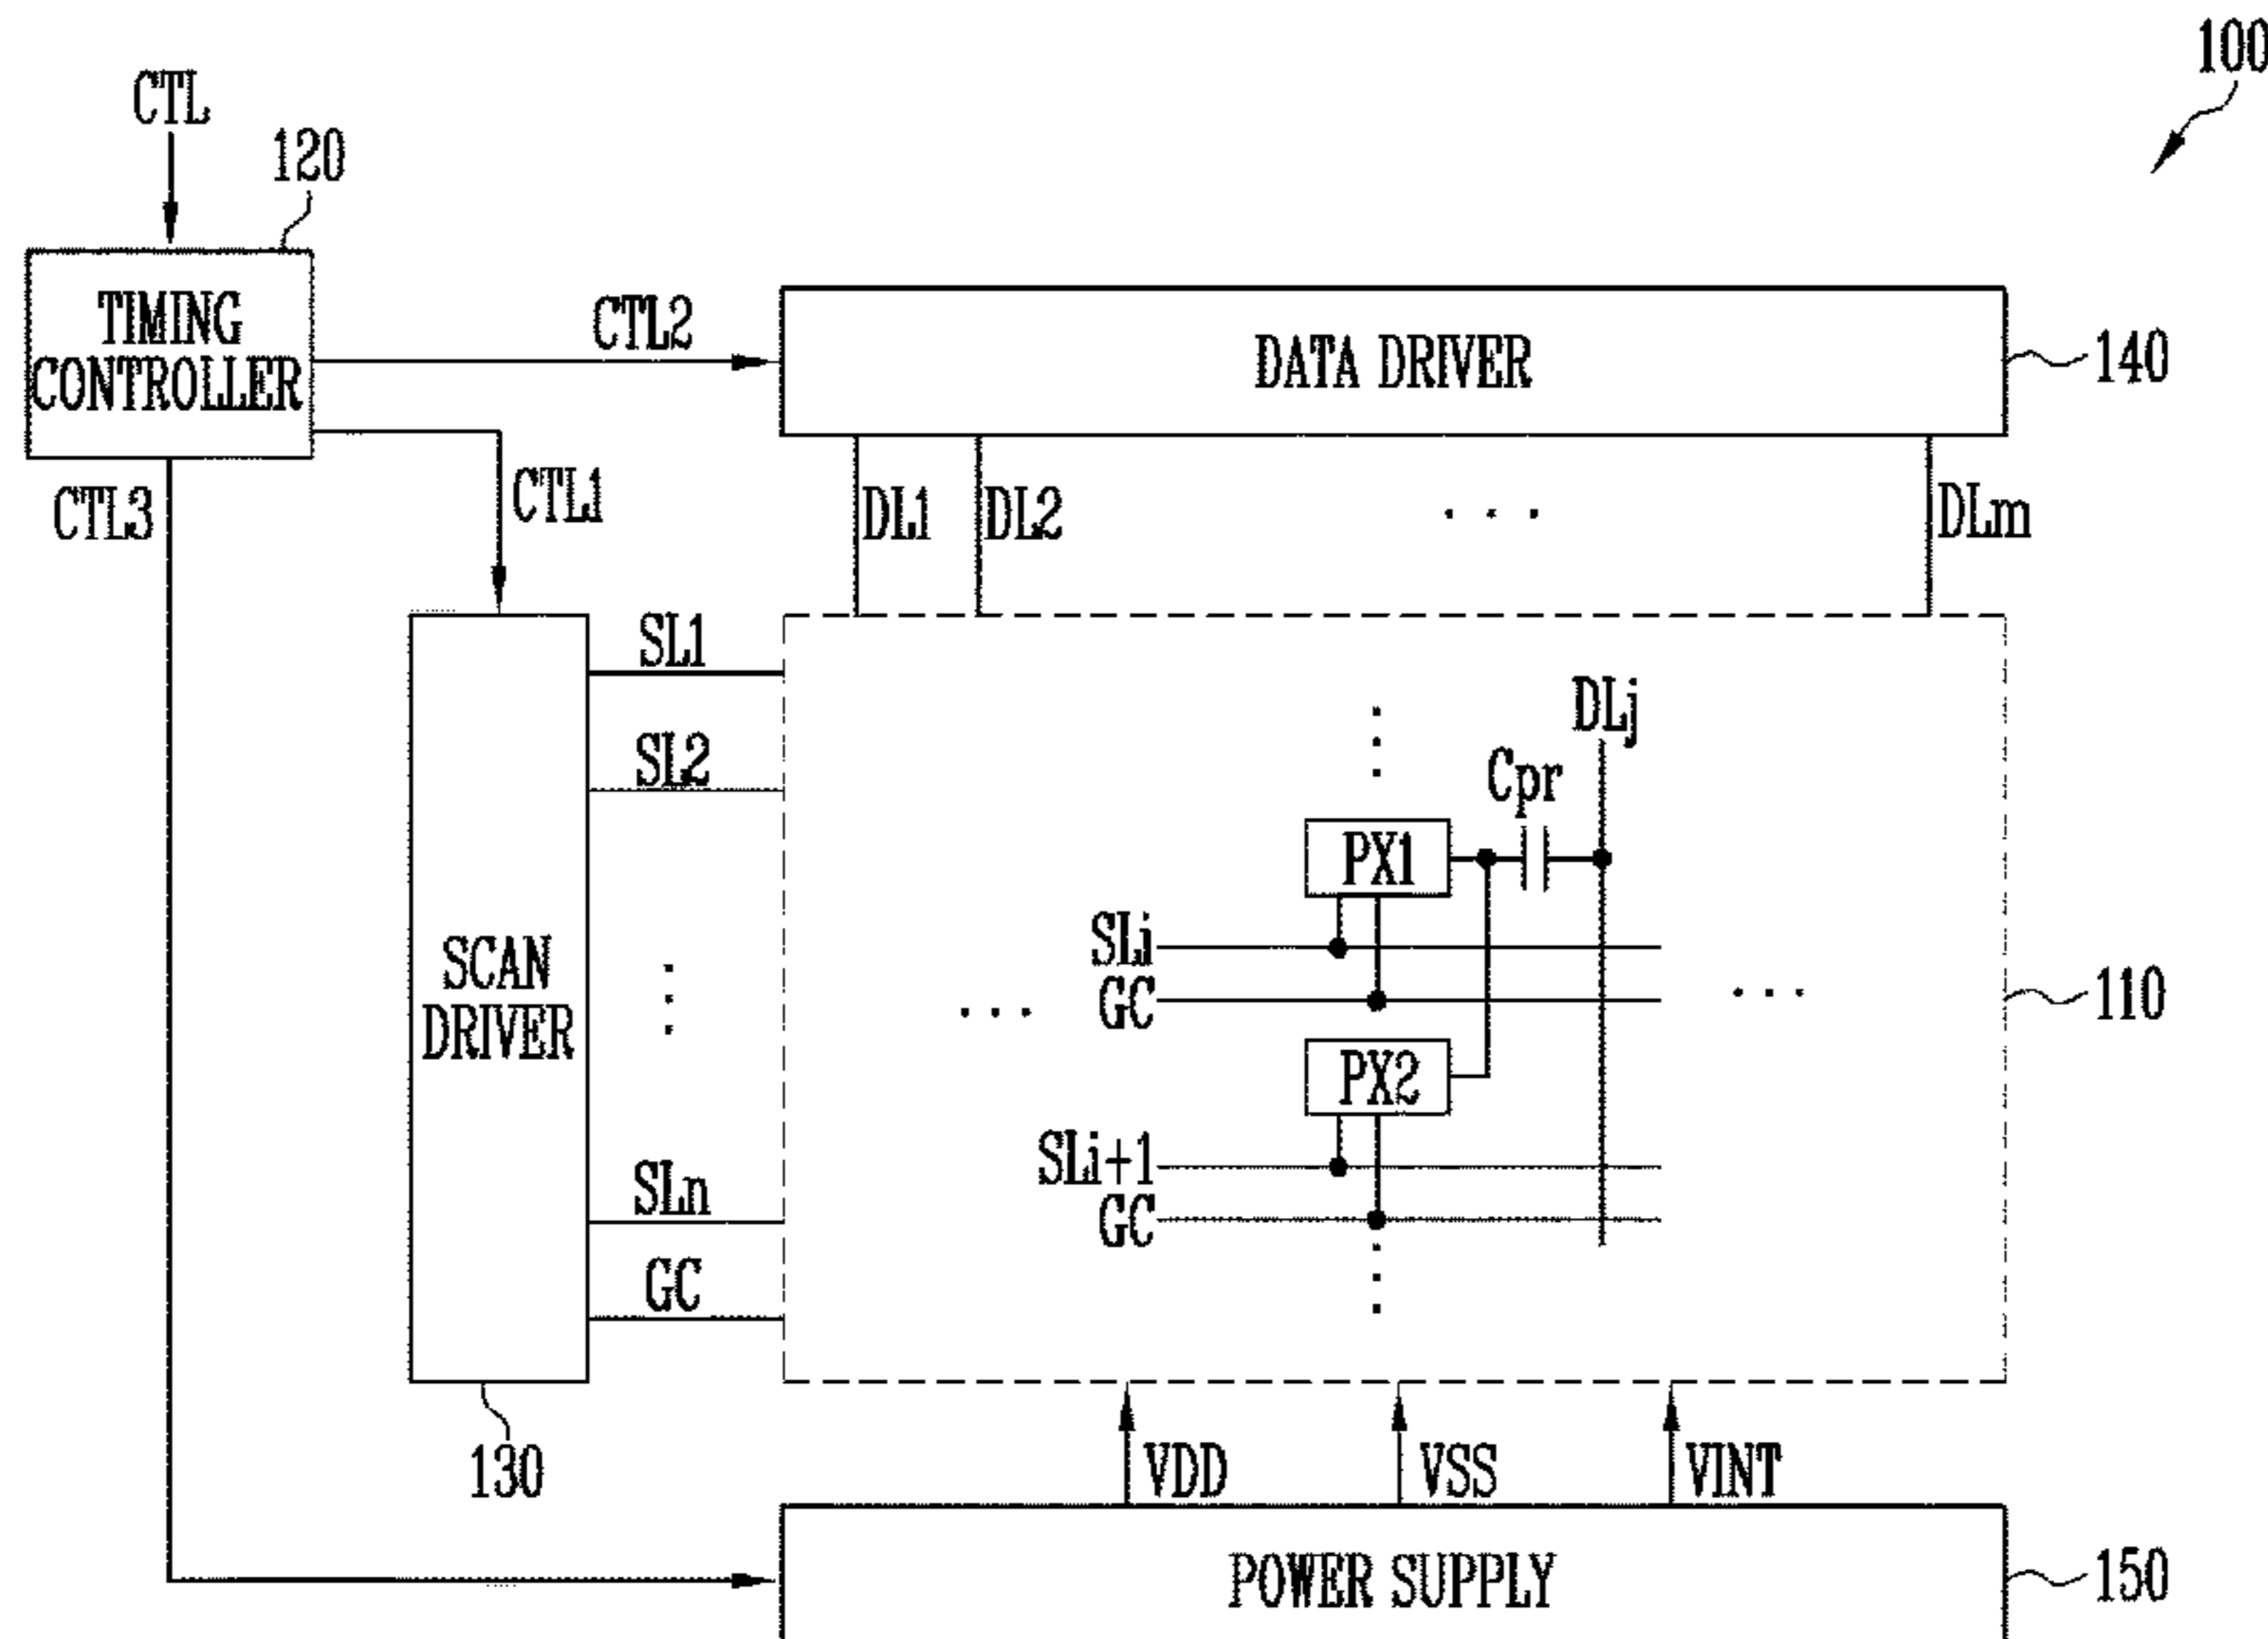 100
CTL
120
TIMING
CONTROLLER
CTL2
DATA DRIVER
140
CTL3
CTL1
DL1
DL2
. . .
DLm
SL1
SL2
SCAN
DRIVER
SLn
GC
130
DLj
Cpr
PX1
SLi
GC
. . .
. . .
110
PX2
SLi+1
GC
VDD
VSS
VINT
POWER SUPPLY
150